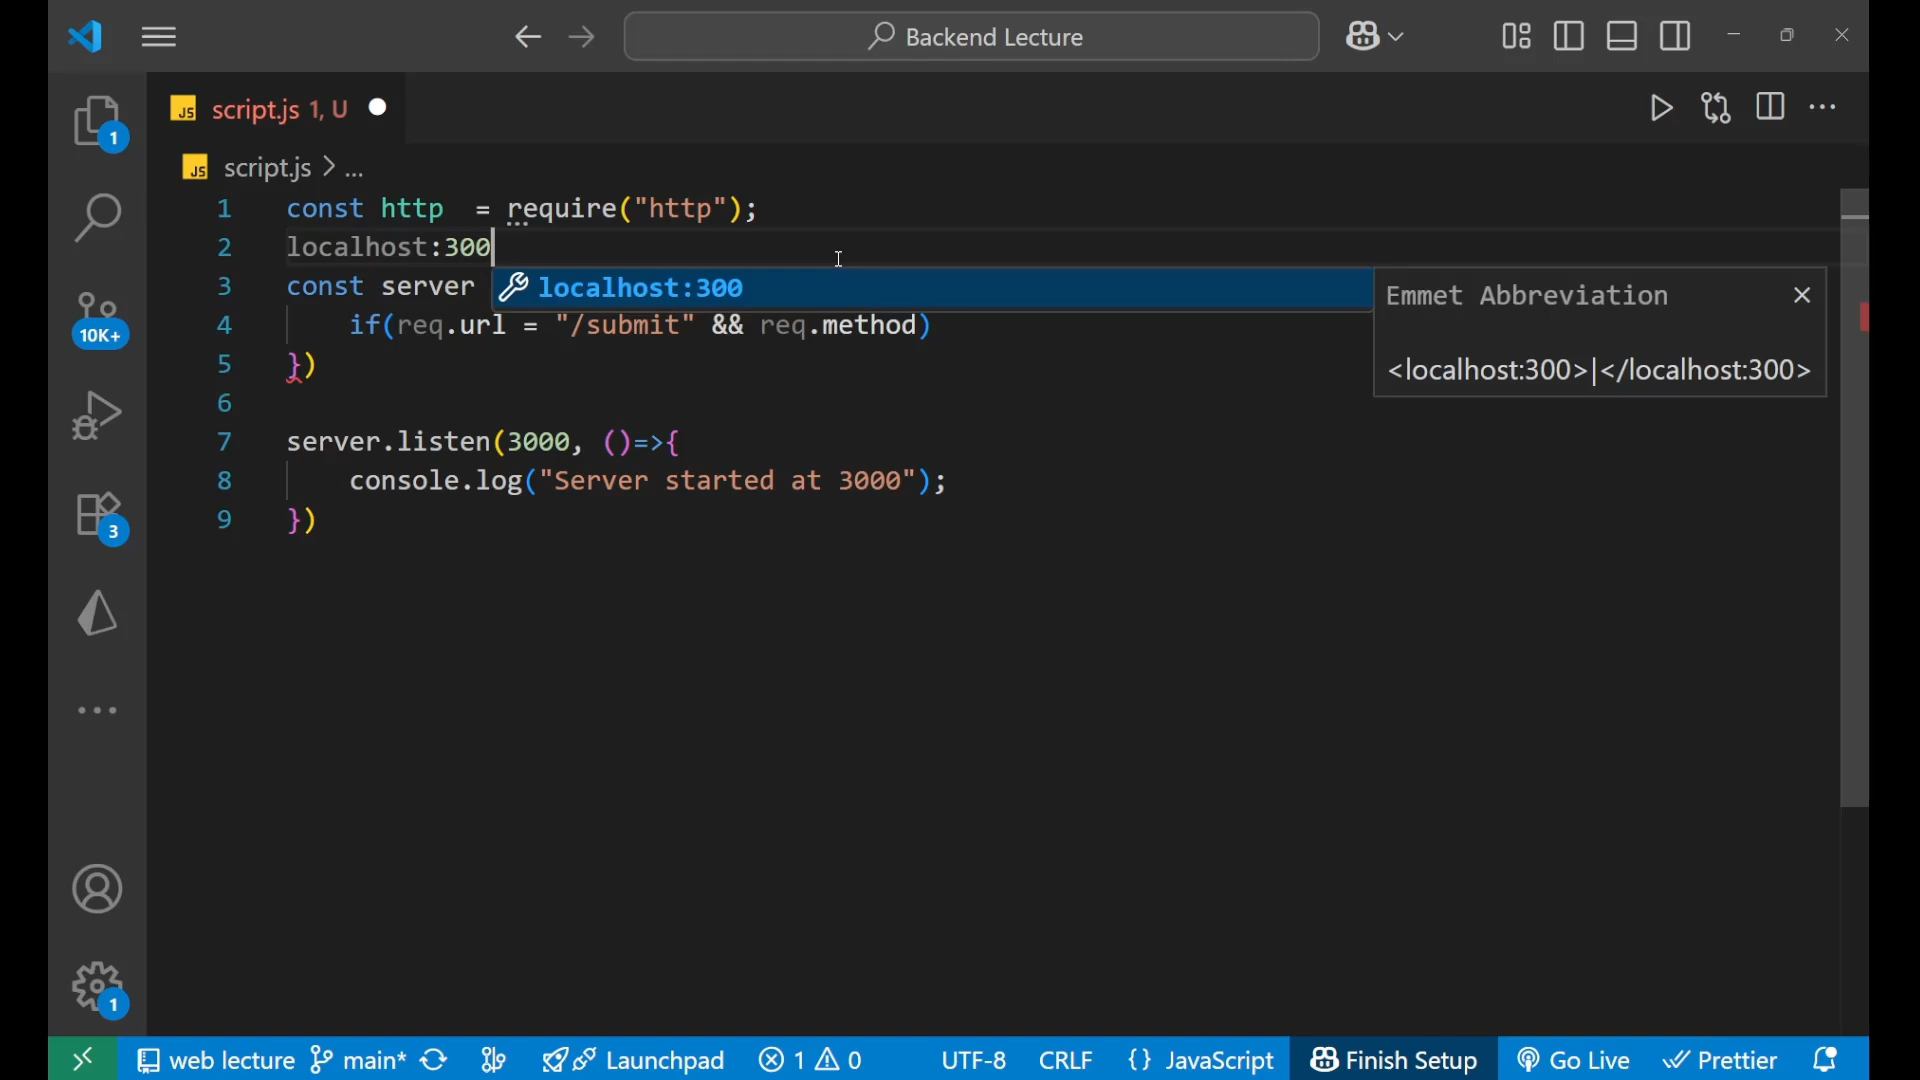 Backend Lecture
JS script.js 1, U
JS script.js > ...
1 const http  = require("http");
2 localhost:300
localhost:300
Emmet Abbreviation
<localhost:300>|</localhost:300>
3 const server
4     if(req.url = "/submit" && req.method)
5 })
6
7 server.listen(3000, ()=>{
8     console.log("Server started at 3000");
9 })
1
10K+
3
1
web lecture main* Launchpad 1 0 UTF-8 CRLF {} JavaScript Finish Setup Go Live Prettier